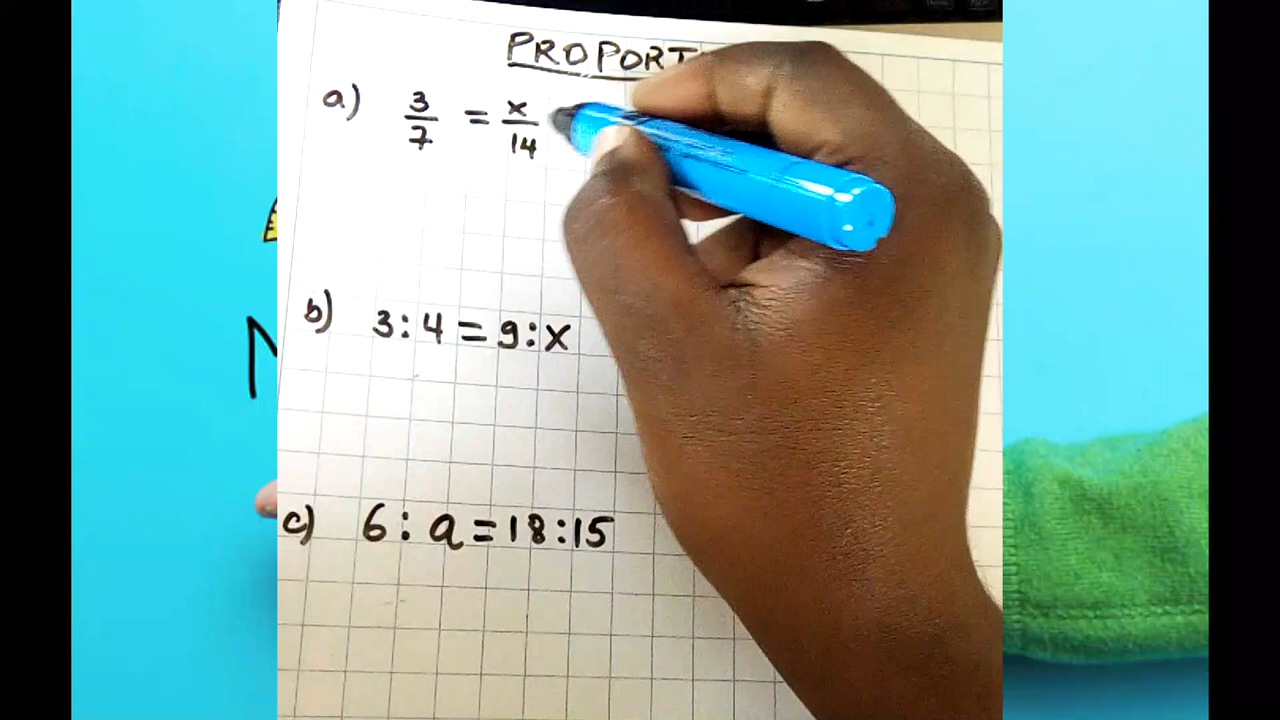 PROPORT
a) 3/7 = x/14
b) 3:4 = 9:x
c) 6:a = 18:15